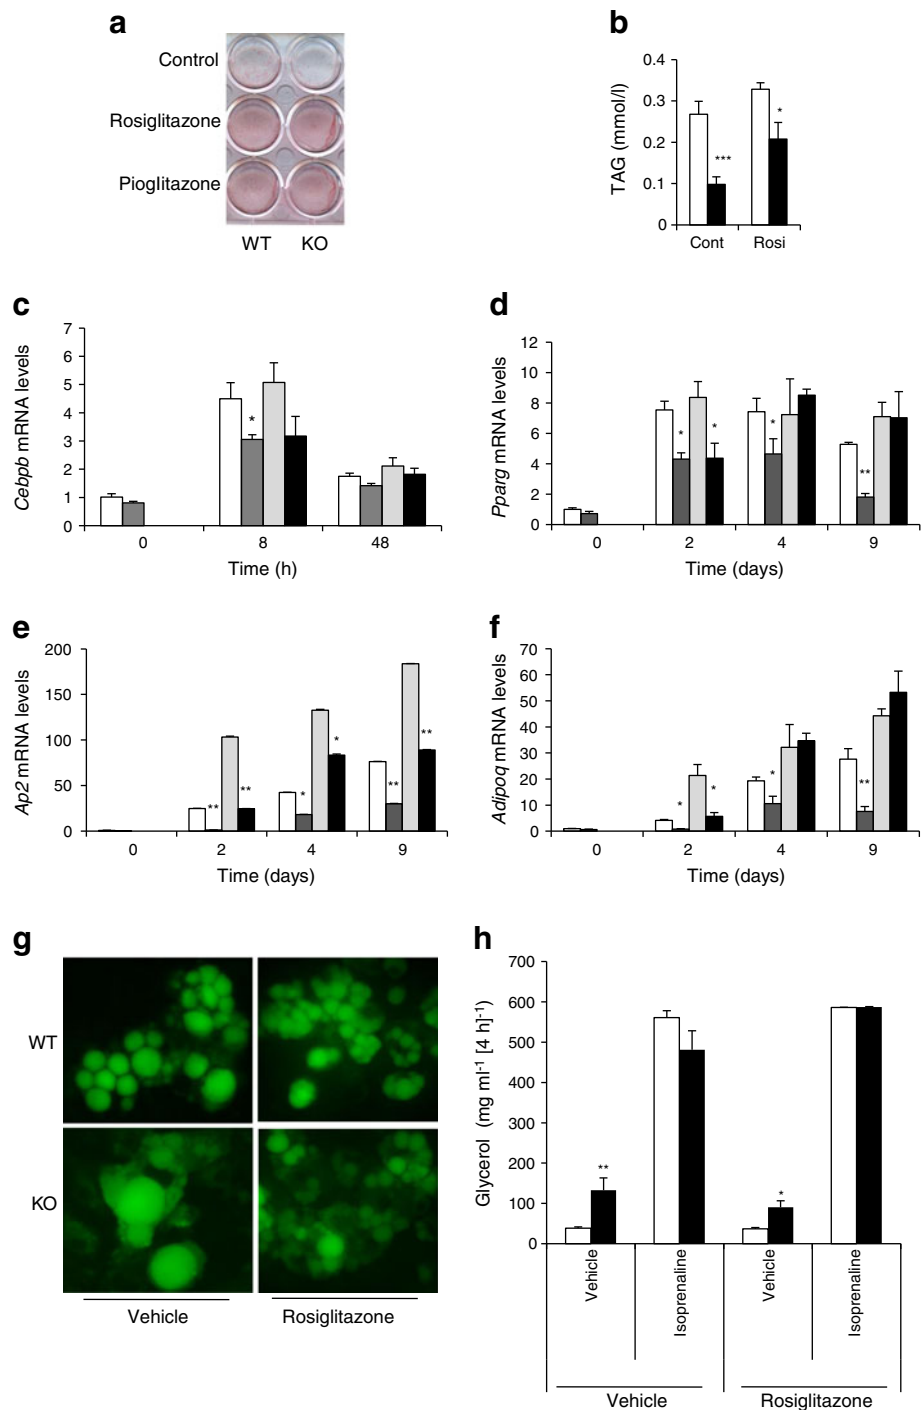 a
Control
Rosiglitazone
Pioglitazone
WT KO
b
TAG (mmol/l)
0.4
0.3
0.2
0.1
0
***
*
Cont Rosi
c
Cebpb mRNA levels
7
6
5
4
3
2
1
0
*
0 8 48
Time (h)
d
Pparg mRNA levels
12
10
8
6
4
2
0
* * * **
0 2 4 9
Time (days)
e
Ap2 mRNA levels
200
150
100
50
0
** ** * * ** **
0 2 4 9
Time (days)
f
Adipoq mRNA levels
70
60
50
40
30
20
10
0
* * * **
0 2 4 9
Time (days)
g
WT
KO
Vehicle Rosiglitazone
h
Glycerol (mg ml-1 [4 h]-1)
700
600
500
400
300
200
100
0
** *
Vehicle Isoprenaline Vehicle Isoprenaline
Vehicle Rosiglitazone